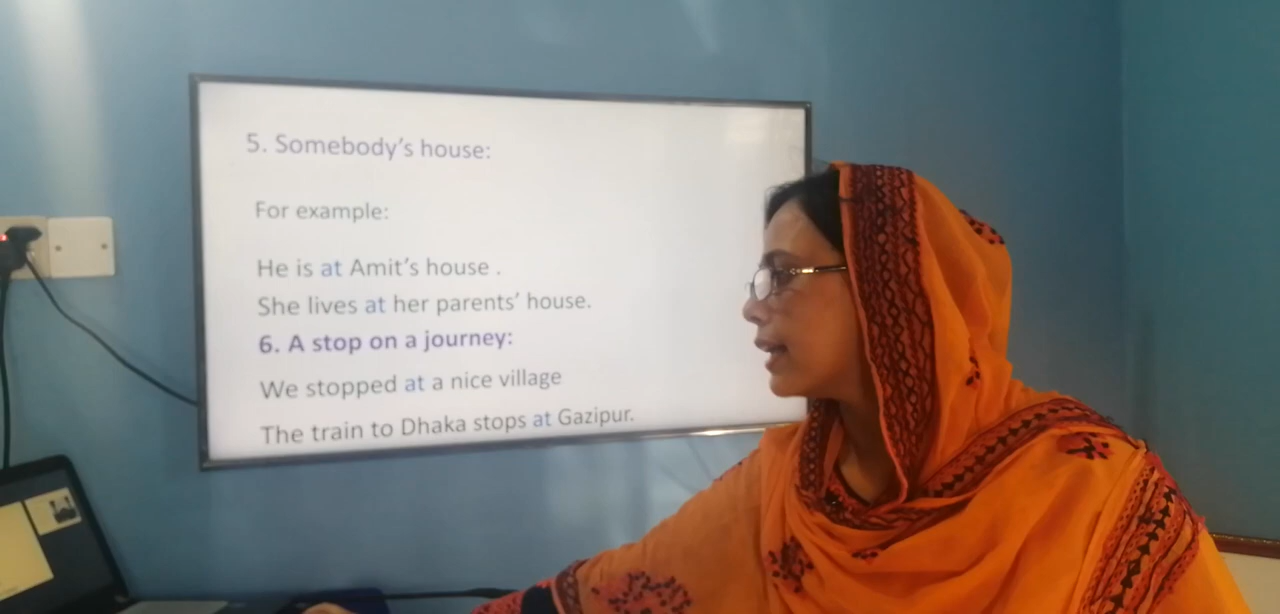 5. Somebody's house:
For example:
He is at Amit's house .
She lives at her parents' house.
6. A stop on a journey:
We stopped at a nice village
The train to Dhaka stops at Gazipur.